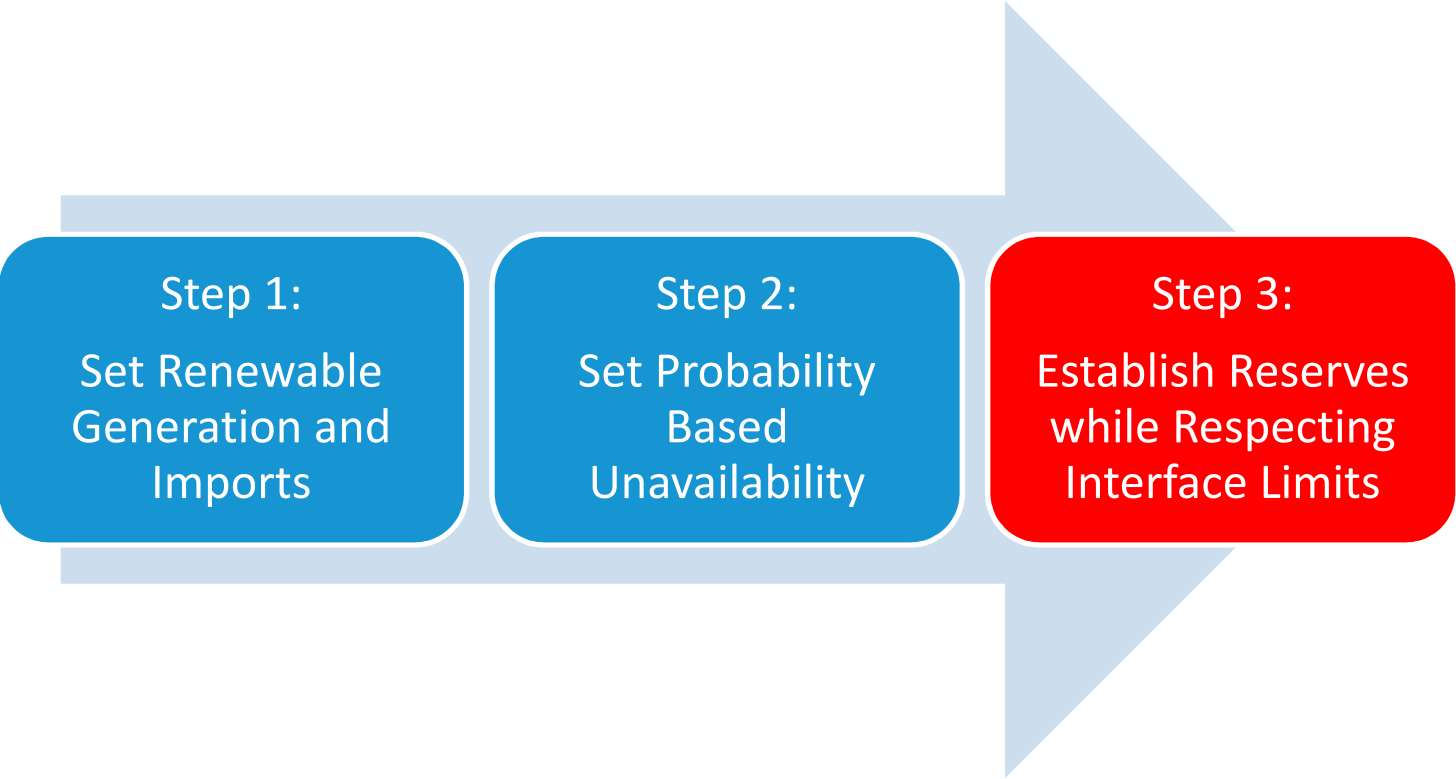 Step 1:
Set Renewable
Generation and
Imports
Step 2:
Set Probability
Based
Unavailability
Step 3:
Establish Reserves
while Respecting
Interface Limits